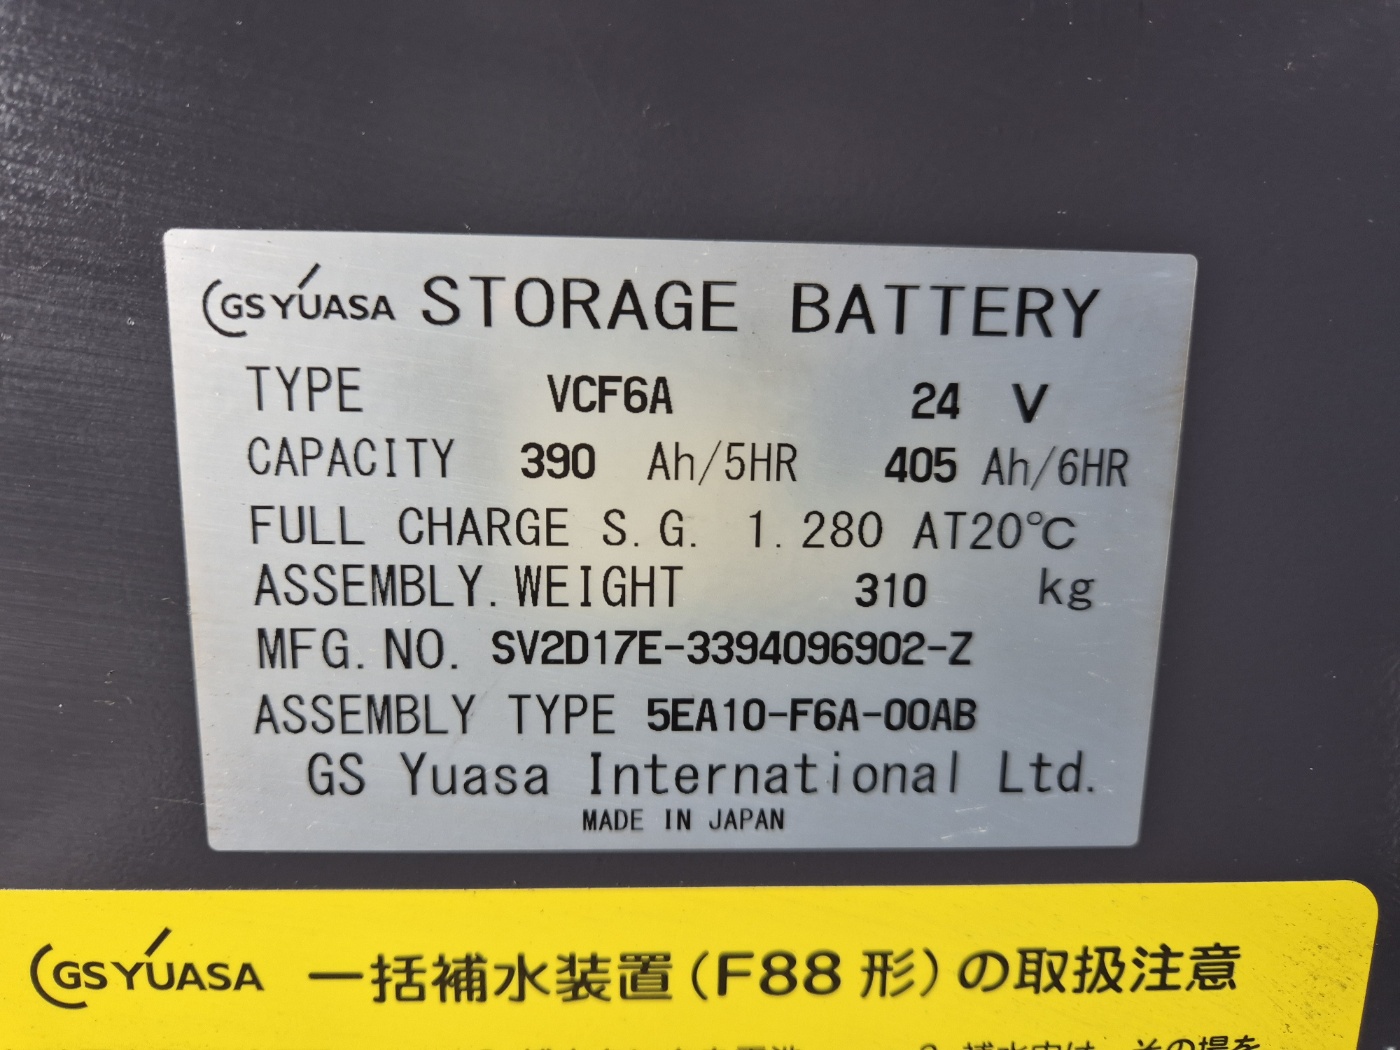 GS YUASA STORAGE BATTERY
TYPE VCF6A 24 V
CAPACITY 390 Ah/5HR 405 Ah/6HR
FULL CHARGE S.G. 1.280 AT20℃
ASSEMBLY.WEIGHT 310 kg
MFG.NO. SV2D17E-3394096902-Z
ASSEMBLY TYPE 5EA10-F6A-00AB
GS Yuasa International Ltd.
MADE IN JAPAN
GS YUASA 一括補水装置(F88形)の取扱注意